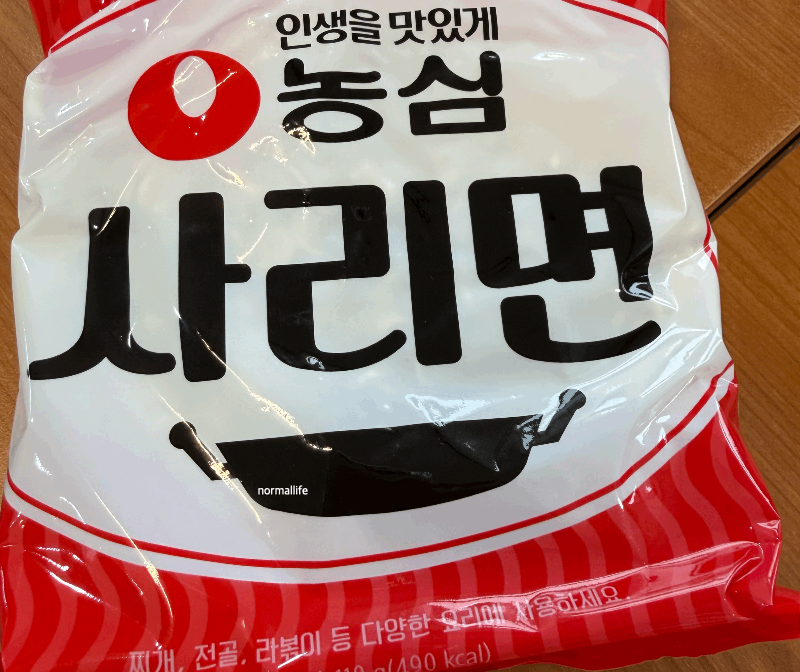 인생을 맛있게
농심
사리면
normallife
찌개, 전골, 라볶이 등 다양한 요리에 사용하세요.
110 g(490 kcal)